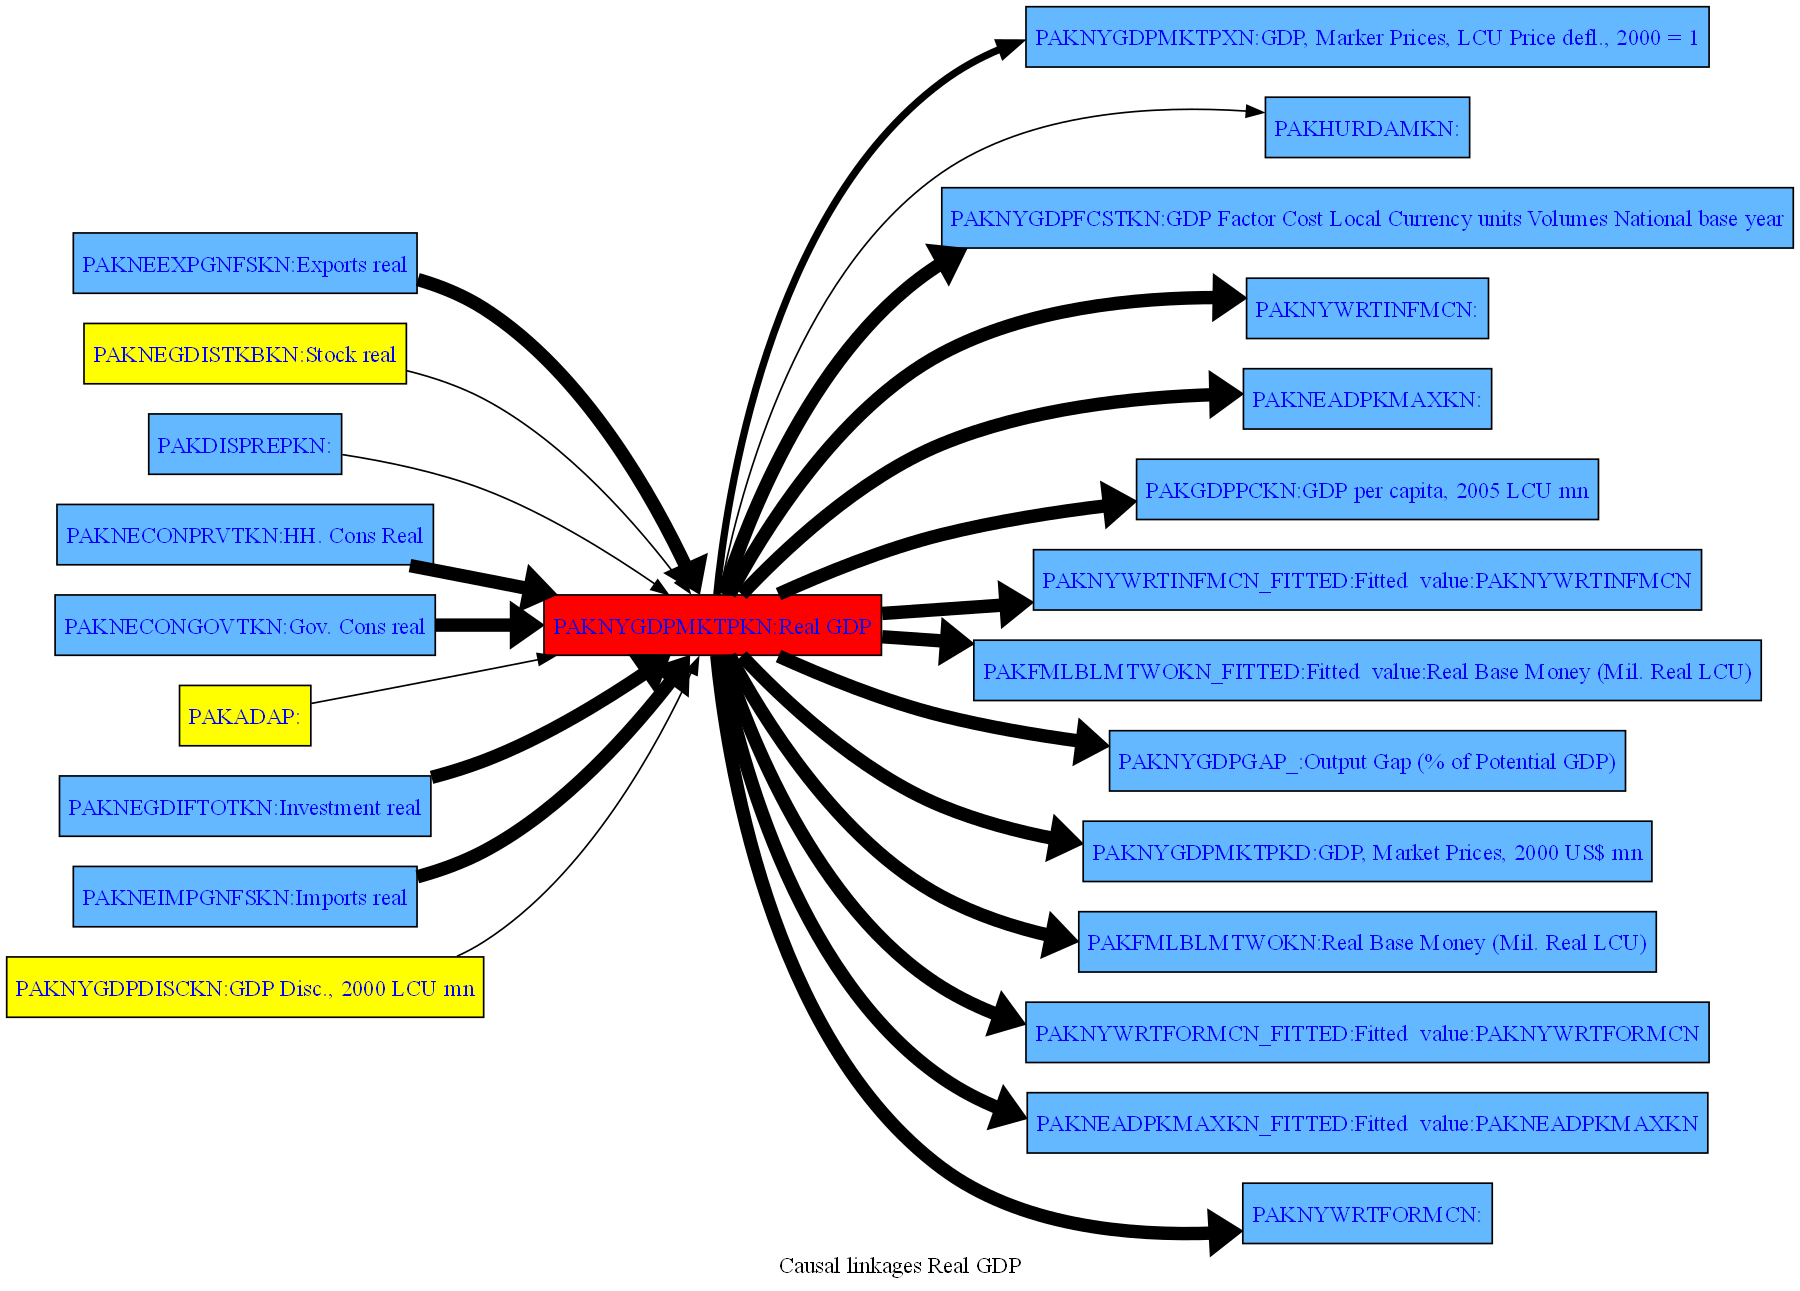 PAKNYGDPMKTPXN:GDP, Marker Prices, LCU Price defl., 2000 = 1
PAKHURDAMKN:
PAKNYGDPFCSTKN:GDP Factor Cost Local Currency units Volumes National base year
PAKNEEXPGNFSKN:Exports real
PAKNYWRTINFMCN:
PAKNEGDISTKBKN:Stock real
PAKNEADPKMAXKN:
PAKDISPREPKN:
PAKGDPPCKN:GDP per capita, 2005 LCU mn
PAKNECONPRVTKN:HH. Cons Real
PAKNYWRTINFMCN_FITTED:Fitted  value:PAKNYWRTINFMCN
PAKNECONGOVTKN:Gov. Cons real
PAKNYGDPMKTPKN:Real GDP
PAKFMLBLMTWOKN_FITTED:Fitted  value:Real Base Money (Mil. Real LCU)
PAKADAP:
PAKNYGDPGAP_:Output Gap (% of Potential GDP)
PAKNEGDIFTOTKN:Investment real
PAKNYGDPMKTPKD:GDP, Market Prices, 2000 US$ mn
PAKNEIMPGNFSKN:Imports real
PAKFMLBLMTWOKN:Real Base Money (Mil. Real LCU)
PAKNYGDPDISCKN:GDP Disc., 2000 LCU mn
PAKNYWRTFORMCN_FITTED:Fitted  value:PAKNYWRTFORMCN
PAKNEADPKMAXKN_FITTED:Fitted  value:PAKNEADPKMAXKN
PAKNYWRTFORMCN:
Causal linkages Real GDP